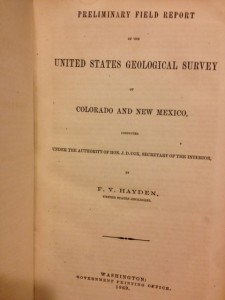 PRELIMINARY FIELD REPORT
OF THE
UNITED STATES GEOLOGICAL SURVEY
OF
COLORADO AND NEW MEXICO,
CONDUCTED
UNDER THE AUTHORITY OF HON. J. D. COX, SECRETARY OF THE INTERIOR,
BY
F. V. HAYDEN,
UNITED STATES GEOLOGIST.
WASHINGTON:
GOVERNMENT PRINTING OFFICE.
1869.